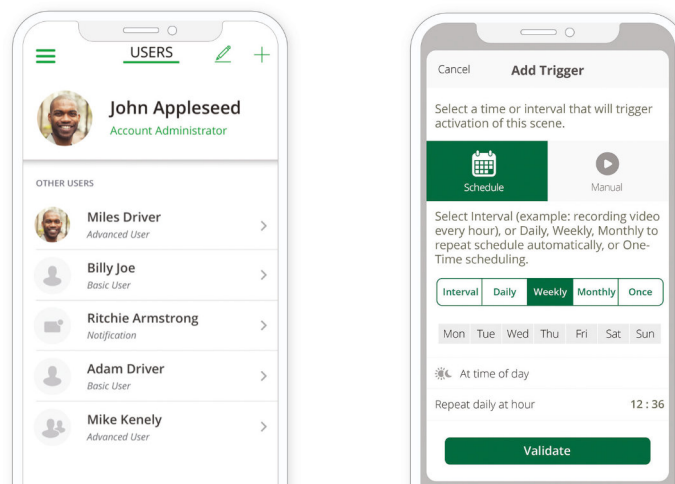 USERS
John Appleseed
Account Administrator
OTHER USERS
Miles Driver
Advanced User
Billy Joe
Basic User
Ritchie Armstrong
Notification
Adam Driver
Basic User
Mike Kenely
Advanced User
Cancel Add Trigger
Select a time or interval that will trigger
activation of this scene.
Schedule Manual
Select Interval (example: recording video
every hour), or Daily, Weekly, Monthly to
repeat schedule automatically, or One-
Time scheduling.
Interval Daily Weekly Monthly Once
Mon Tue Wed Thu Fri Sat Sun
At time of day
Repeat daily at hour 12 : 36
Validate